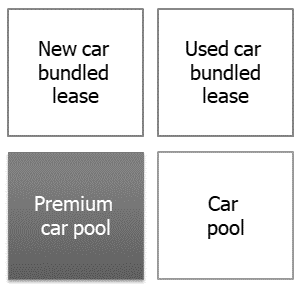 New car
bundled
lease
Used car
bundled
lease
Premium
car pool
Car
pool